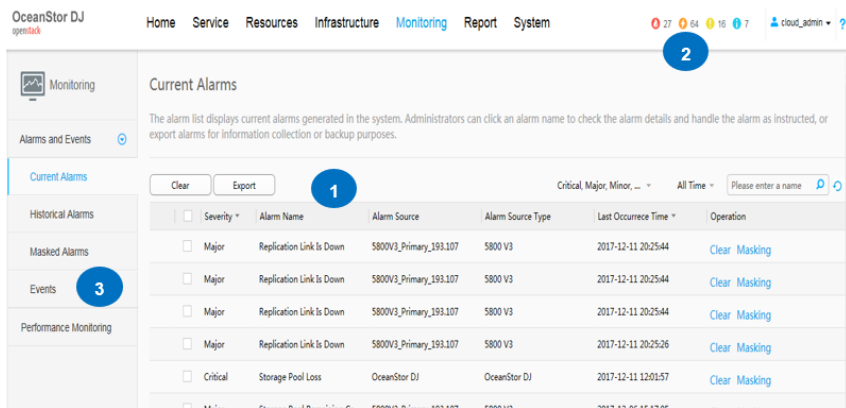 OceanStor DJ
openstack
Home Service Resources Infrastructure Monitoring Report System
27 64 16 7 cloud_admin ?
2
Monitoring
Alarms and Events
Current Alarms
Historical Alarms
Masked Alarms
Events
3
Performance Monitoring
Current Alarms
The alarm list displays current alarms generated in the system. Administrators can click an alarm name to check the alarm details and handle the alarm as instructed, or
export alarms for information collection or backup purposes.
Clear Export 1 Critical, Major, Minor, ... All Time Please enter a name
Severity Alarm Name Alarm Source Alarm Source Type Last Occurrece Time Operation
Major Replication Link Is Down 5800V3_Primary_193.107 5800 V3 2017-12-11 20:25:44 Clear Masking
Major Replication Link Is Down 5800V3_Primary_193.107 5800 V3 2017-12-11 20:25:44 Clear Masking
Major Replication Link Is Down 5800V3_Primary_193.107 5800 V3 2017-12-11 20:25:44 Clear Masking
Major Replication Link Is Down 5800V3_Primary_193.107 5800 V3 2017-12-11 20:25:26 Clear Masking
Critical Storage Pool Loss OceanStor DJ OceanStor DJ 2017-12-11 12:01:57 Clear Masking